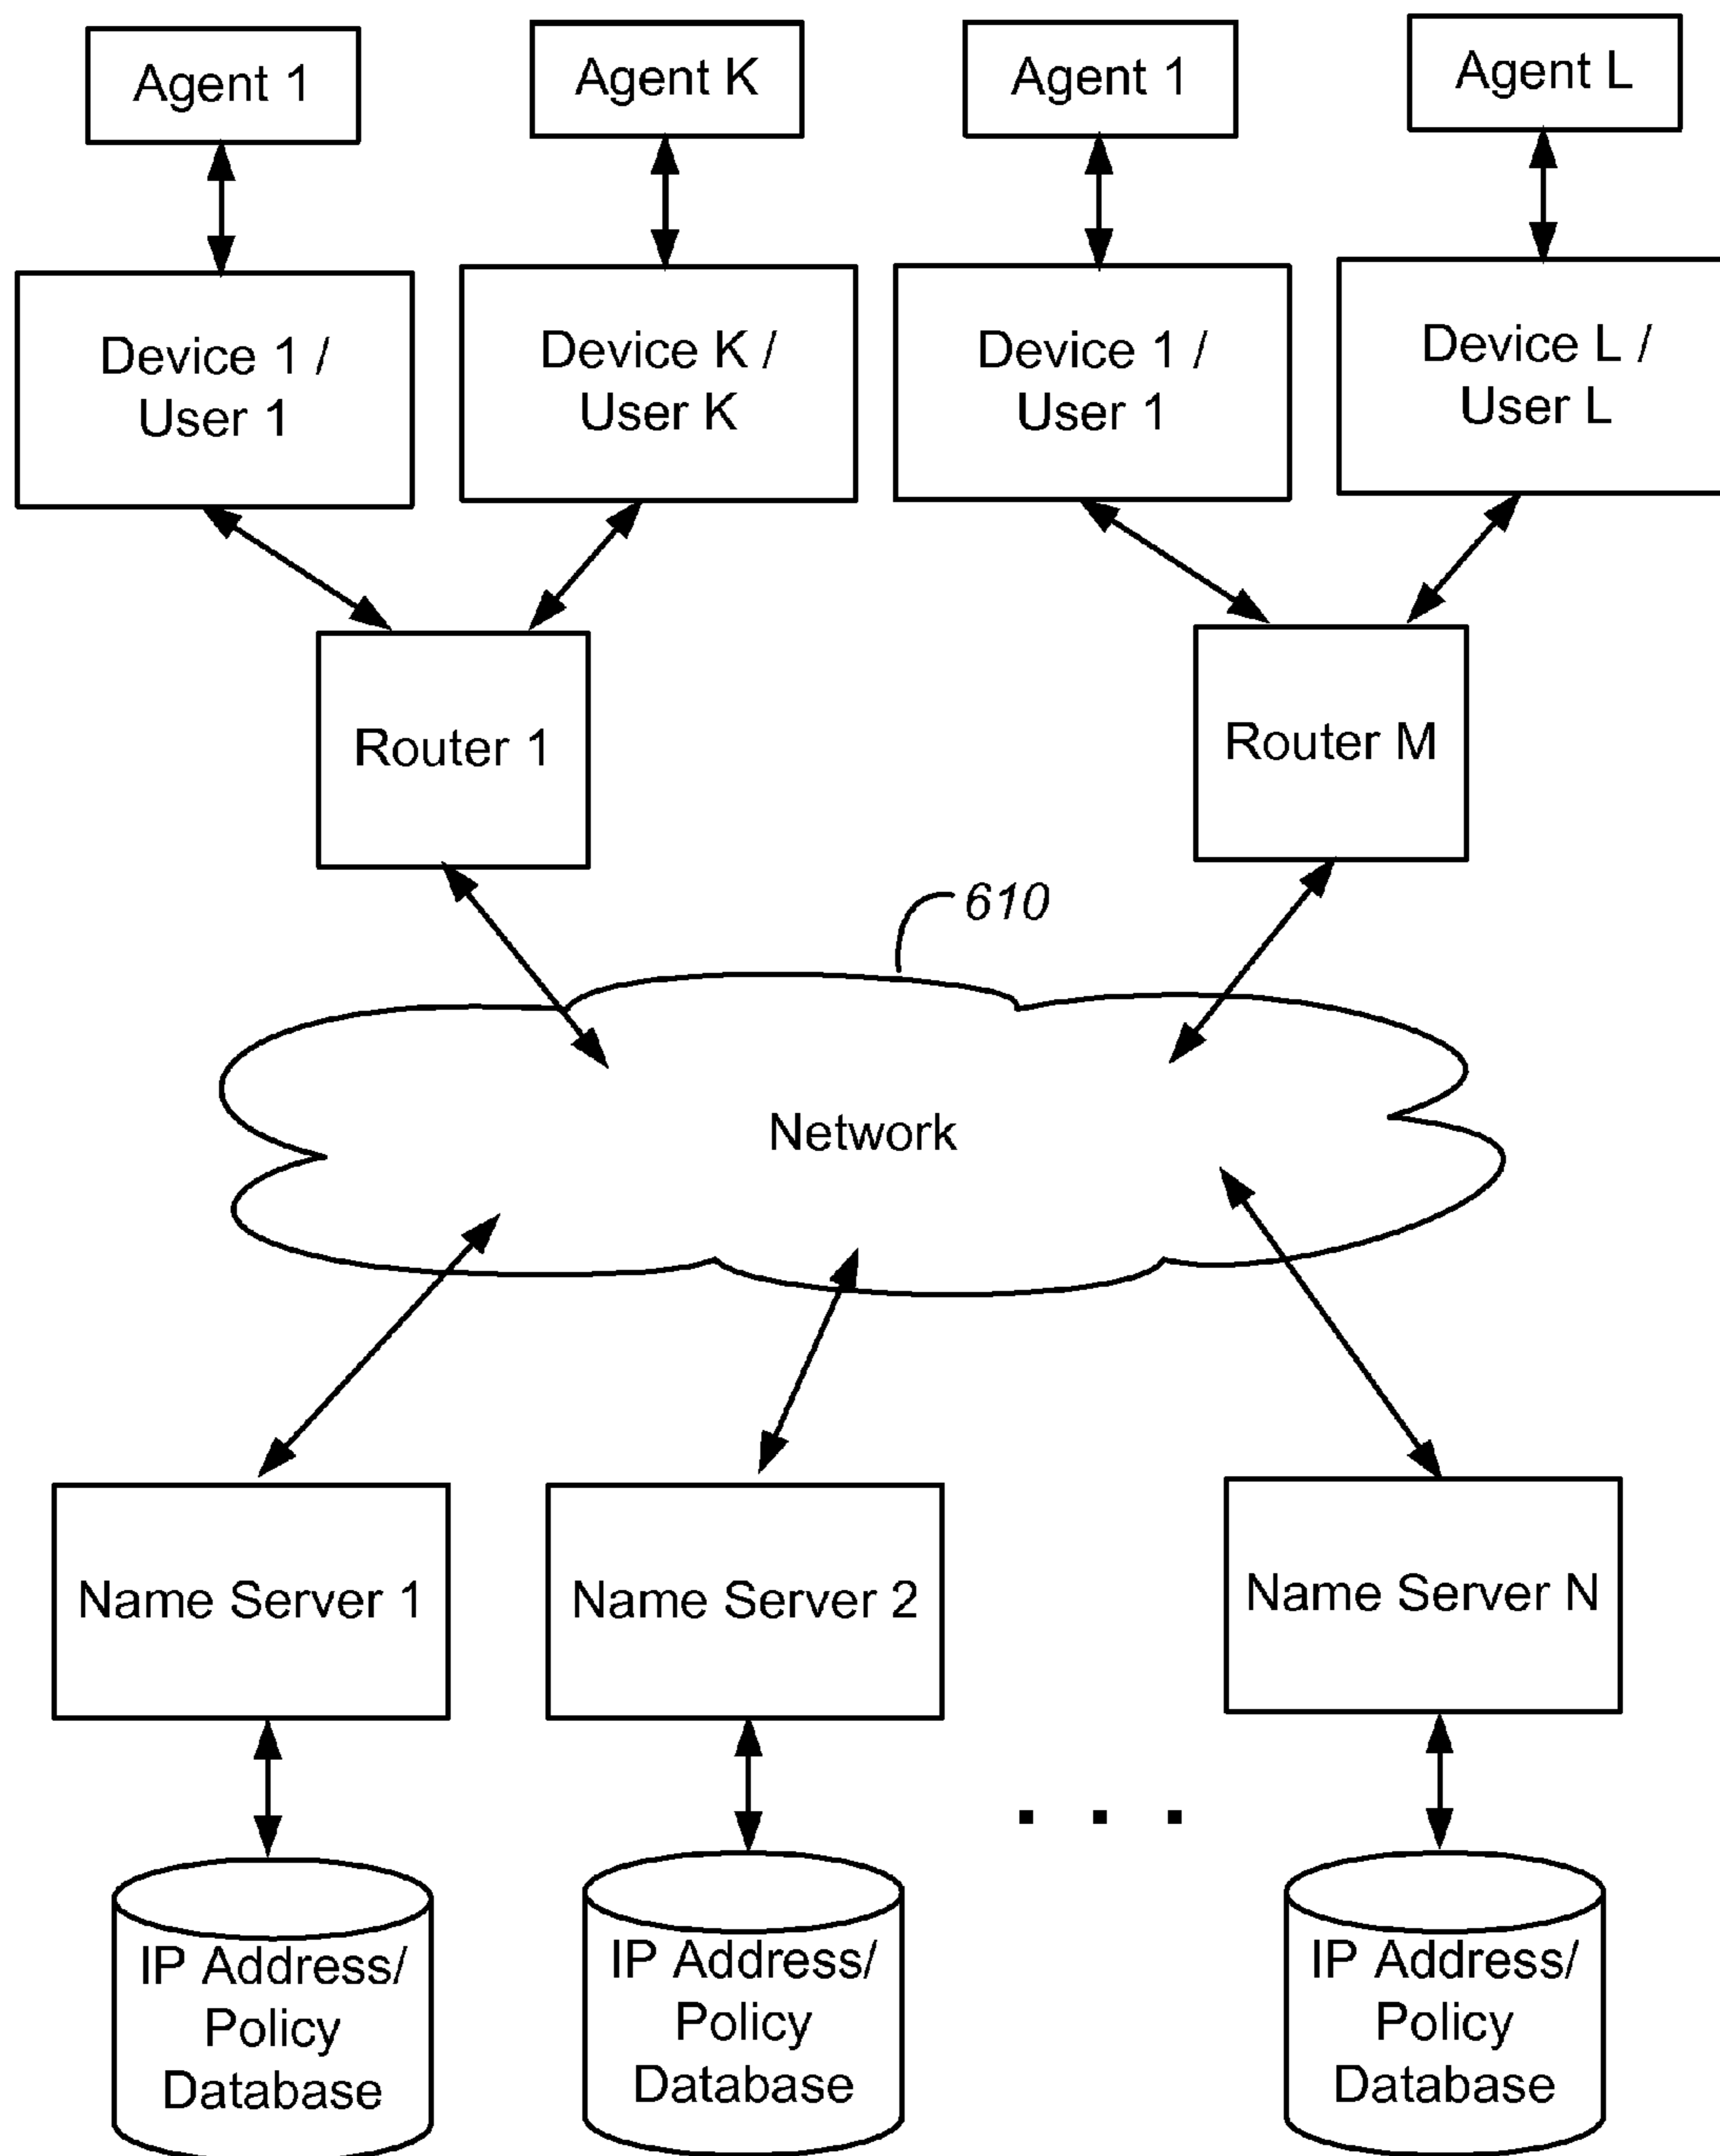 Agent 1
Agent K
Agent 1
Agent L
Device 1 /
User 1
Device K /
User K
Device 1 /
User 1
Device L /
User L
Router 1
Router M
610
Network
Name Server 1
Name Server 2
Name Server N
. . .
IP Address/
Policy
Database
IP Address/
Policy
Database
IP Address/
Policy
Database